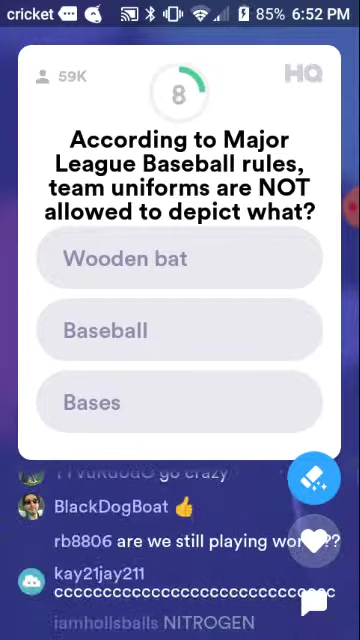 cricket 85% 6:52 PM
59K
HQ
8
According to Major
League Baseball rules,
team uniforms are NOT
allowed to depict what?
Wooden bat
Baseball
Bases
go crazy
BlackDogBoat 👍
rb8806 are we still playing
kay21jay211
cccccccccccccccccccccccccccc
iamhollsballs NITROGEN